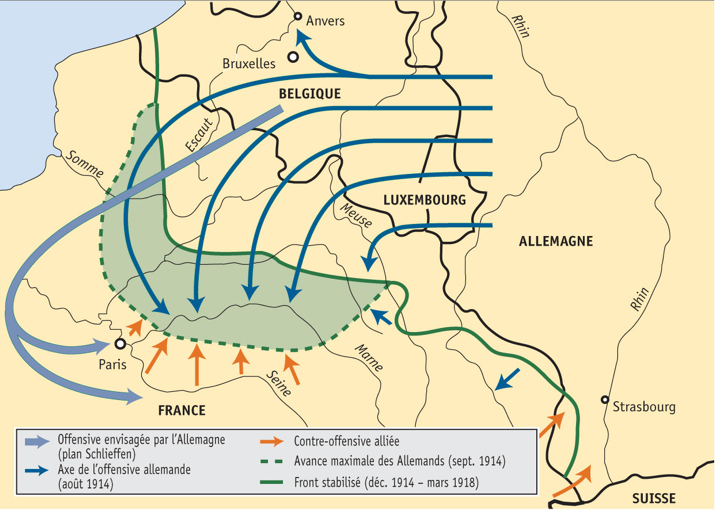 Anvers
Rhin
Bruxelles
BELGIQUE
Escaut
Somme
LUXEMBOURG
Meuse
ALLEMAGNE
Rhin
Paris
Marne
Seine
FRANCE
Strasbourg
SUISSE
Offensive envisagée par l'Allemagne
(plan Schlieffen)
Axe de l'offensive allemande
(août 1914)
Contre-offensive alliée
Avance maximale des Allemands (sept. 1914)
Front stabilisé (déc. 1914 – mars 1918)